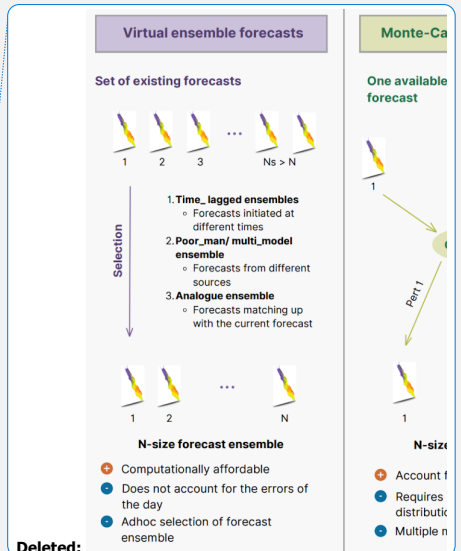 Virtual ensemble forecasts
Set of existing forecasts
1 2 3 ... Ns > N
Selection
1. Time_ lagged ensembles
Forecasts initiated at
different times
2. Poor_man/ multi_model
ensemble
Forecasts from different
sources
3. Analogue ensemble
Forecasts matching up
with the current forecast
...
1 2 N
N-size forecast ensemble
+ Computationally affordable
- Does not account for the errors of
the day
- Adhoc selection of forecast
ensemble
Monte-Ca
One available
forecast
1
Pert 1
1
N-size
+ Account f
- Requires
distributic
- Multiple
Deleted: